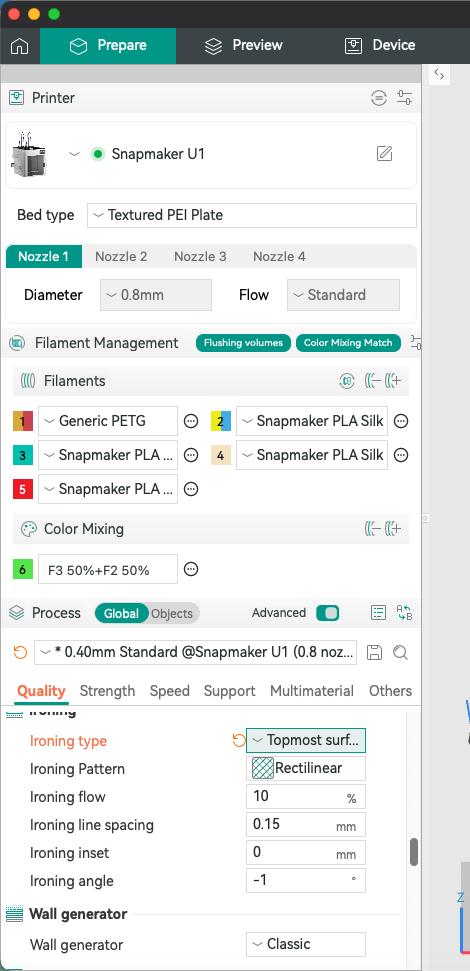 Prepare Preview Device
Printer
Snapmaker U1
Bed type Textured PEI Plate
Nozzle 1 Nozzle 2 Nozzle 3 Nozzle 4
Diameter 0.8mm Flow Standard
Filament Management Flushing volumes Color Mixing Match
Filaments
1 Generic PETG 2 Snapmaker PLA Silk
3 Snapmaker PLA ... 4 Snapmaker PLA Silk
5 Snapmaker PLA ...
Color Mixing
6 F3 50%+F2 50%
Process Global Objects Advanced
* 0.40mm Standard @Snapmaker U1 (0.8 noz...
Quality Strength Speed Support Multimaterial Others
Ironing
Ironing type Topmost surf...
Ironing Pattern Rectilinear
Ironing flow 10 %
Ironing line spacing 0.15 mm
Ironing inset 0 mm
Ironing angle -1 °
Z
Wall generator
Wall generator Classic